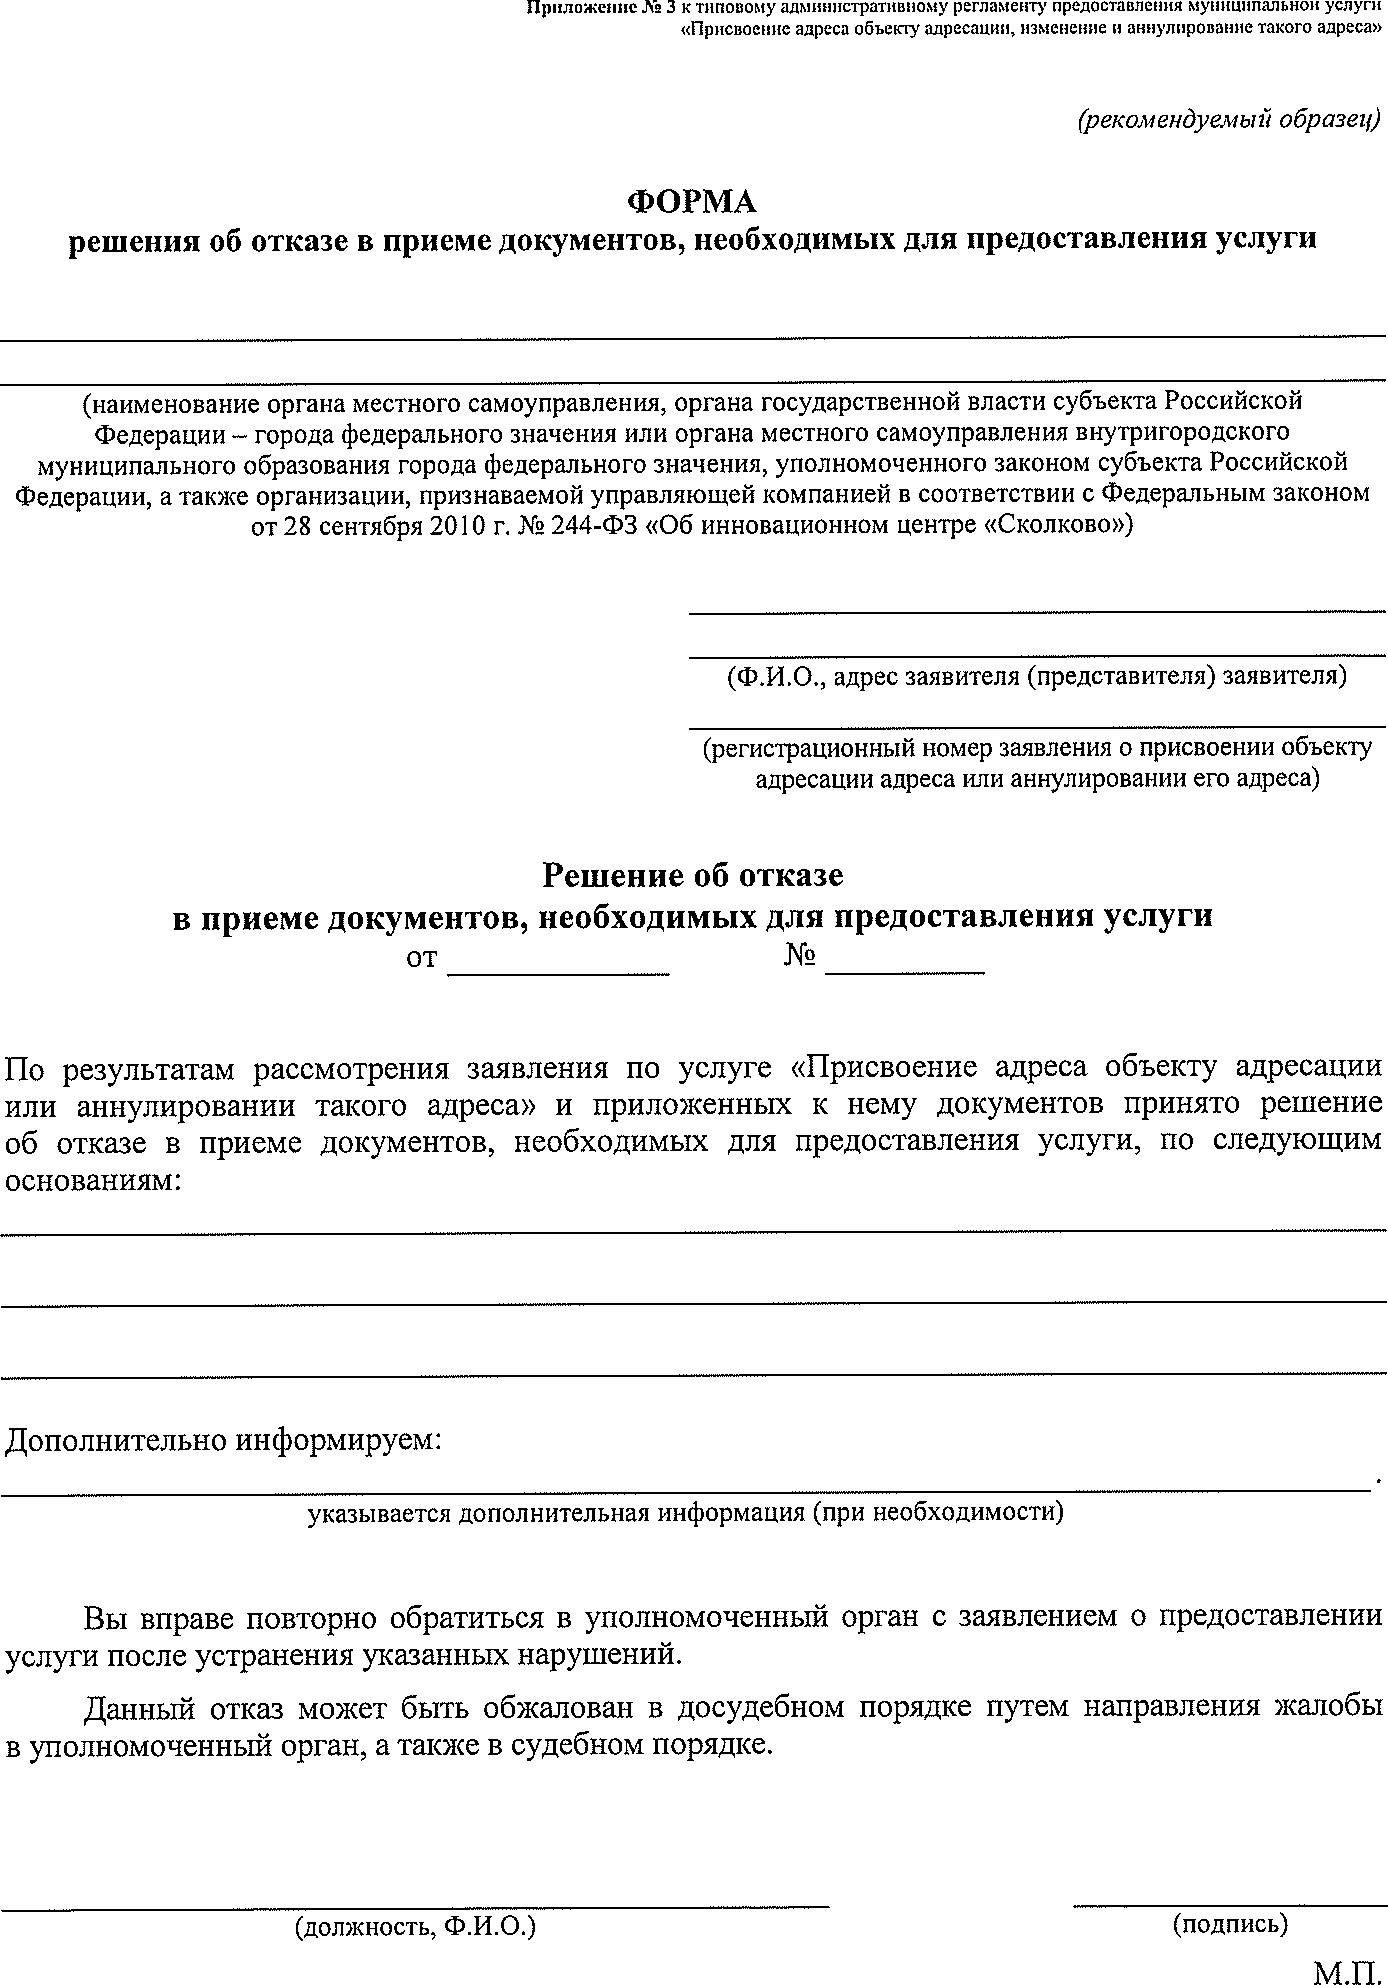 Приложение № 3 к типовому административному регламенту предоставления муниципальной услуги
«Присвоение адреса объекту адресации, изменение и аннулирование такого адреса»
(рекомендуемый образец)
ФОРМА
решения об отказе в приеме документов, необходимых для предоставления услуги
(наименование органа местного самоуправления, органа государственной власти субъекта Российской
Федерации – города федерального значения или органа местного самоуправления внутригородского
муниципального образования города федерального значения, уполномоченного законом субъекта Российской
Федерации, а также организации, признаваемой управляющей компанией в соответствии с Федеральным законом
от 28 сентября 2010 г. № 244-ФЗ «Об инновационном центре «Сколково»)
(Ф.И.О., адрес заявителя (представителя) заявителя)
(регистрационный номер заявления о присвоении объекту
адресации адреса или аннулировании его адреса)
Решение об отказе
в приеме документов, необходимых для предоставления услуги
от ____________ № _________
По результатам рассмотрения заявления по услуге «Присвоение адреса объекту адресации
или аннулировании такого адреса» и приложенных к нему документов принято решение
об отказе в приеме документов, необходимых для предоставления услуги, по следующим
основаниям:
Дополнительно информируем:
.
указывается дополнительная информация (при необходимости)
Вы вправе повторно обратиться в уполномоченный орган с заявлением о предоставлении
услуги после устранения указанных нарушений.
Данный отказ может быть обжалован в досудебном порядке путем направления жалобы
в уполномоченный орган, а также в судебном порядке.
(должность, Ф.И.О.) (подпись)
М.П.